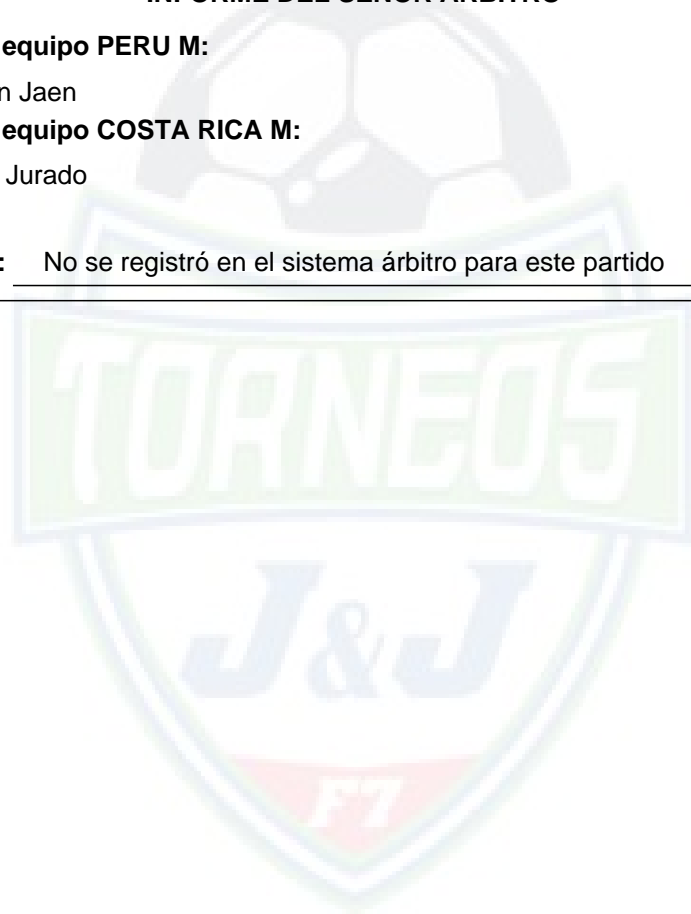 equipo PERU M:
n Jaen
equipo COSTA RICA M:
Jurado
: No se registró en el sistema árbitro para este partido
TORNEOS
J&J
F7